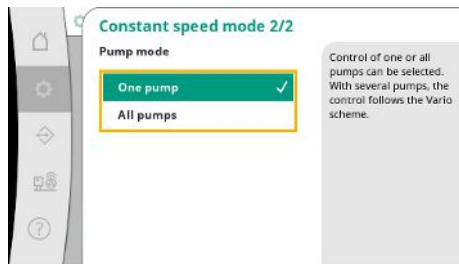 Constant speed mode 2/2
Pump mode
One pump
All pumps
Control of one or all
pumps can be selected.
With several pumps, the
control follows the Vario
scheme.
?